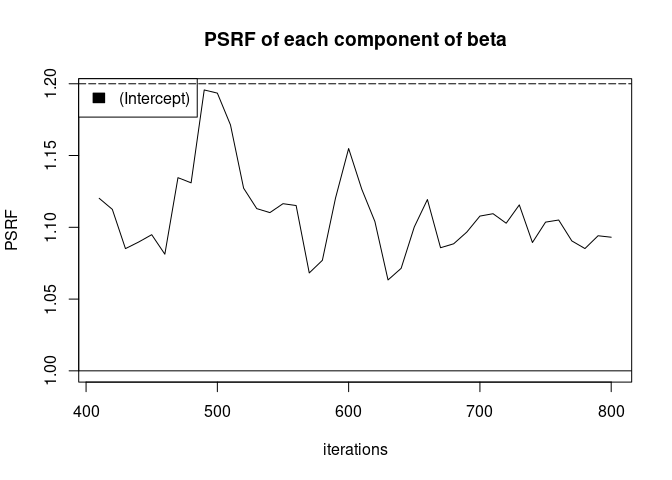 PSRF of each component of beta
(Intercept)
PSRF
1.20
1.15
1.10
1.05
1.00
400 500 600 700 800
iterations